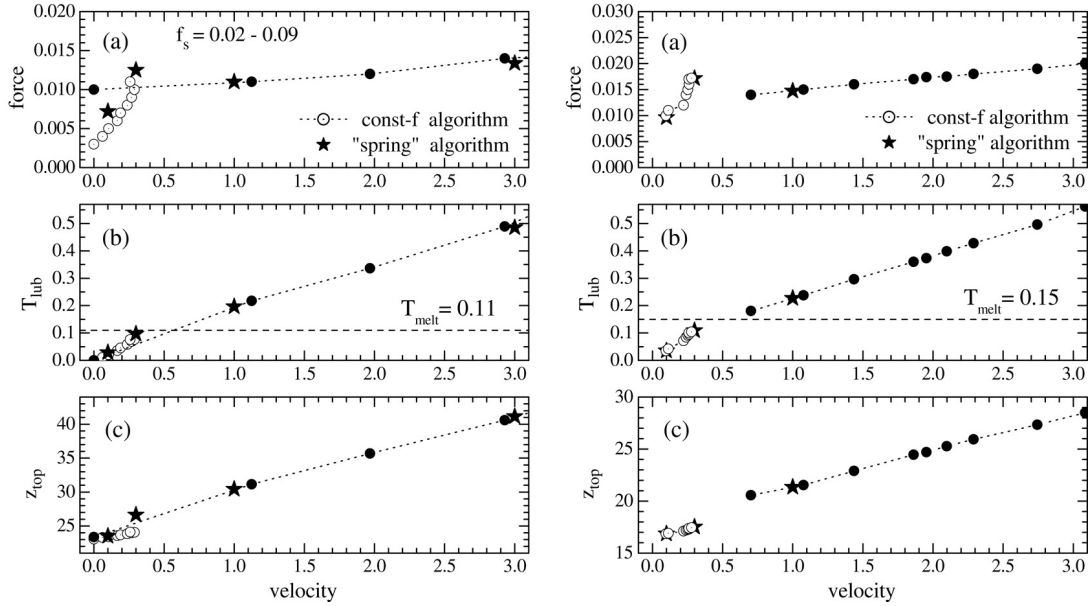 0.030
0.025
0.020
0.015
0.010
0.005
0.000
force
(a)
f_s = 0.02 - 0.09
const-f algorithm
"spring" algorithm
0.0 0.5 1.0 1.5 2.0 2.5 3.0
0.5
0.4
0.3
0.2
0.1
0.0
T_lub
(b)
T_melt = 0.11
0.0 0.5 1.0 1.5 2.0 2.5 3.0
40
35
30
25
20
z_top
(c)
0.0 0.5 1.0 1.5 2.0 2.5 3.0
velocity
0.030
0.025
0.020
0.015
0.010
0.005
0.000
force
(a)
const-f algorithm
"spring" algorithm
0.0 0.5 1.0 1.5 2.0 2.5 3.0
0.5
0.4
0.3
0.2
0.1
0.0
T_lub
(b)
T_melt = 0.15
0.0 0.5 1.0 1.5 2.0 2.5 3.0
30
25
20
15
z_top
(c)
0.0 0.5 1.0 1.5 2.0 2.5 3.0
velocity